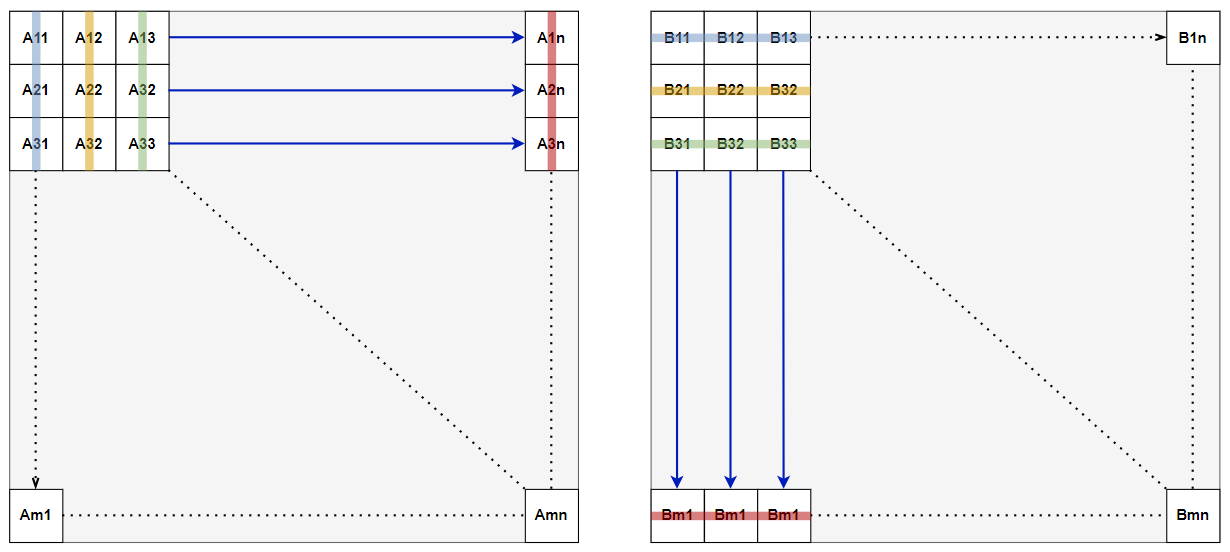 A11 A12 A13 A1n
A21 A22 A32 A2n
A31 A32 A33 A3n
Am1 Amn
B11 B12 B13 B1n
B21 B22 B32
B31 B32 B33
Bm1 Bm1 Bm1 Bmn